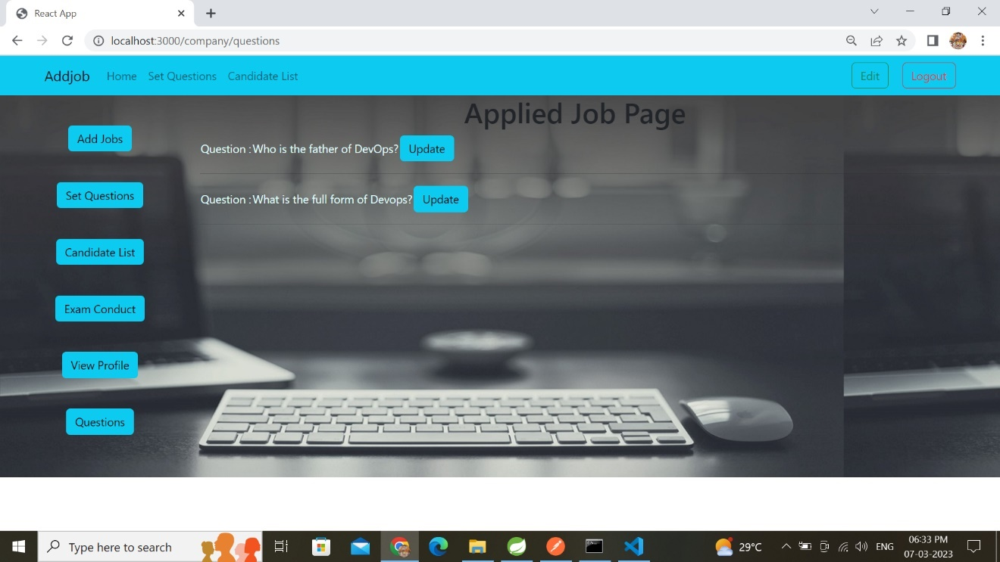 React App
localhost:3000/company/questions
Addjob Home Set Questions Candidate List Edit Logout
Applied Job Page
Add Jobs
Question :Who is the father of DevOps? Update
Set Questions
Question :What is the full form of Devops? Update
Candidate List
Exam Conduct
View Profile
Questions
Type here to search
29°C
ENG
06:33 PM
07-03-2023